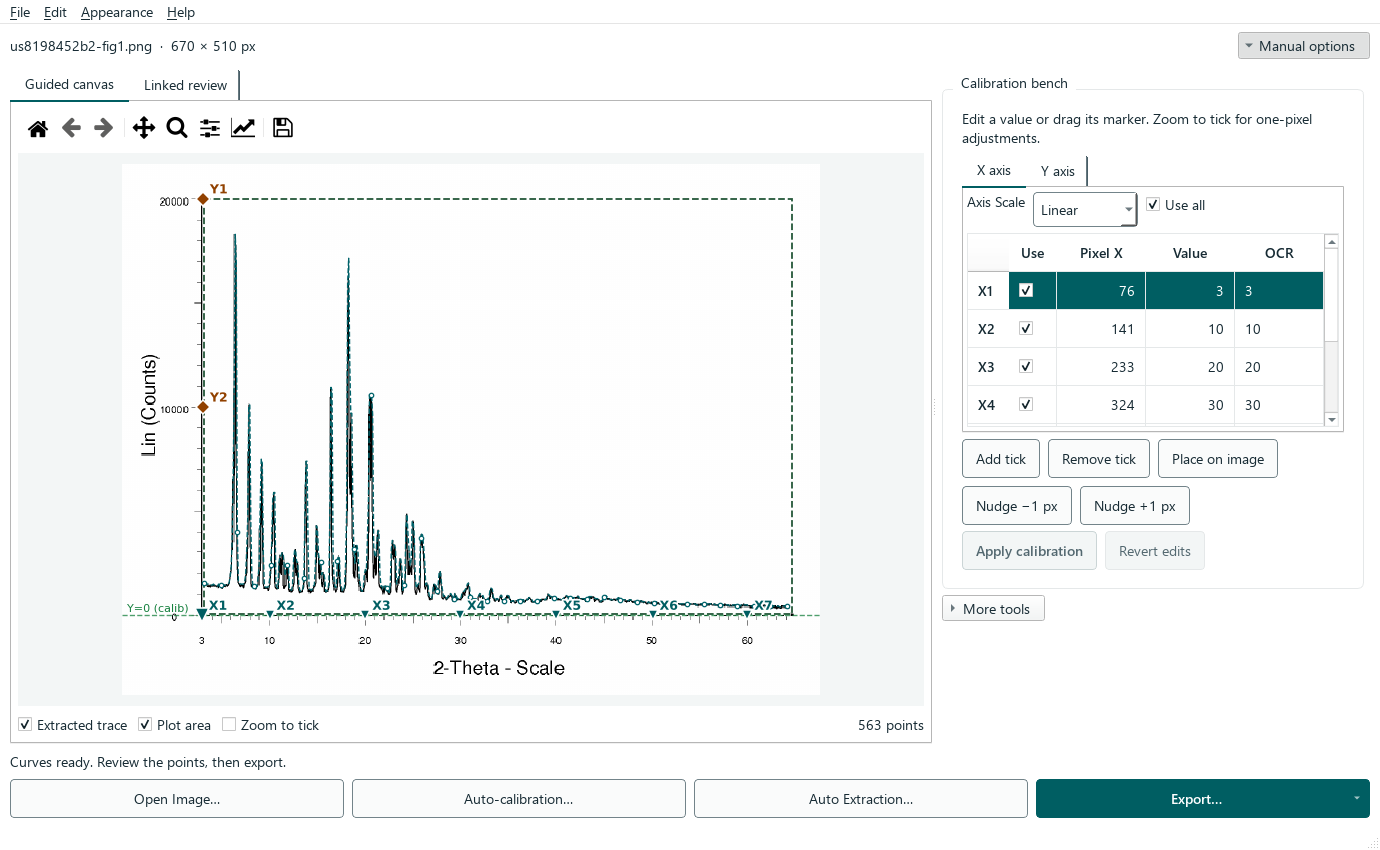 File Edit Appearance Help
us8198452b2-fig1.png · 670 × 510 px
Manual options
Guided canvas Linked review
Y1
20000
Y2
10000
Lin (Counts)
Y=0 (calib)
0
X1 X2 X3 X4 X5 X6 X7
3 10 20 30 40 50 60
2-Theta - Scale
Extracted trace Plot area Zoom to tick
563 points
Calibration bench
Edit a value or drag its marker. Zoom to tick for one-pixel
adjustments.
X axis Y axis
Axis Scale Linear Use all
Use Pixel X Value OCR
X1 76 3 3
X2 141 10 10
X3 233 20 20
X4 324 30 30
Add tick Remove tick Place on image
Nudge −1 px Nudge +1 px
Apply calibration Revert edits
More tools
Curves ready. Review the points, then export.
Open Image... Auto-calibration... Auto Extraction... Export...